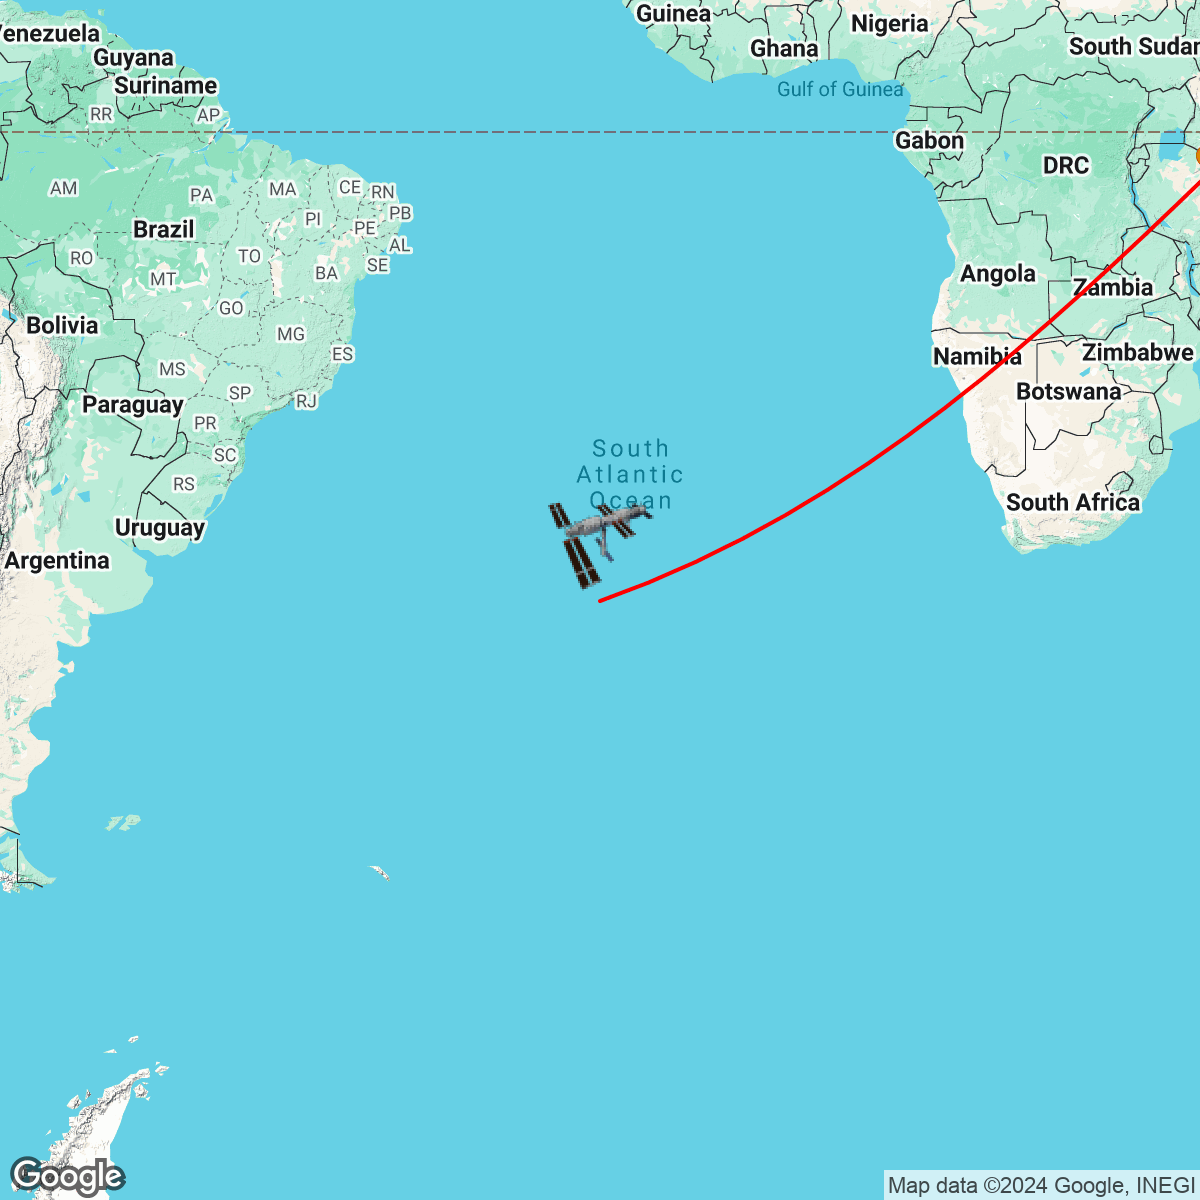 Venezuela
Guyana
Suriname
Guinea
Ghana
Nigeria
South Sudan
Gulf of Guinea
RR
AP
Gabon
DRC
AM
PA
MA
CE
RN
PI
PB
PE
Brazil
AL
RO
TO
SE
MT
BA
Angola
Zambia
GO
Bolivia
MG
ES
Namibia
Zimbabwe
MS
SP
RJ
Botswana
Paraguay
PR
SC
South
Atlantic
Ocean
RS
South Africa
Uruguay
Argentina
Google
Map data ©2024 Google, INEGI